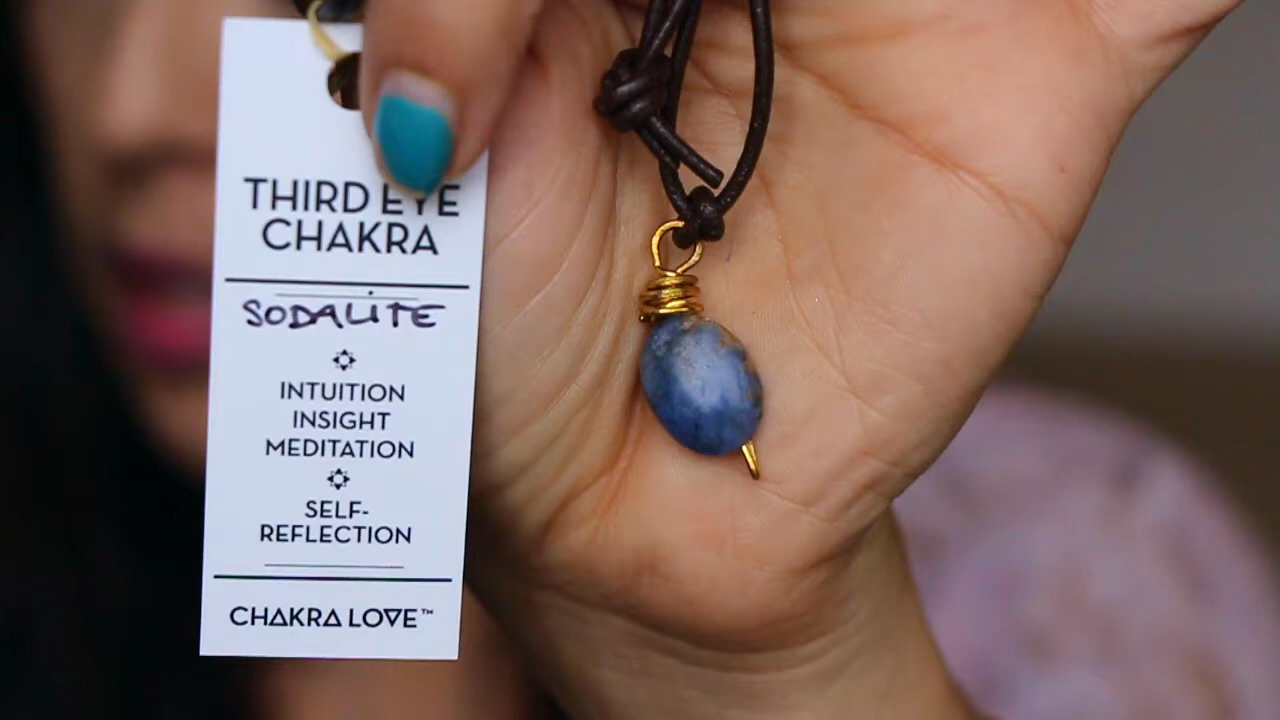 THIRD EYE
CHAKRA
SODALITE
INTUITION
INSIGHT
MEDITATION
SELF-
REFLECTION
CHAKRA LOVE™